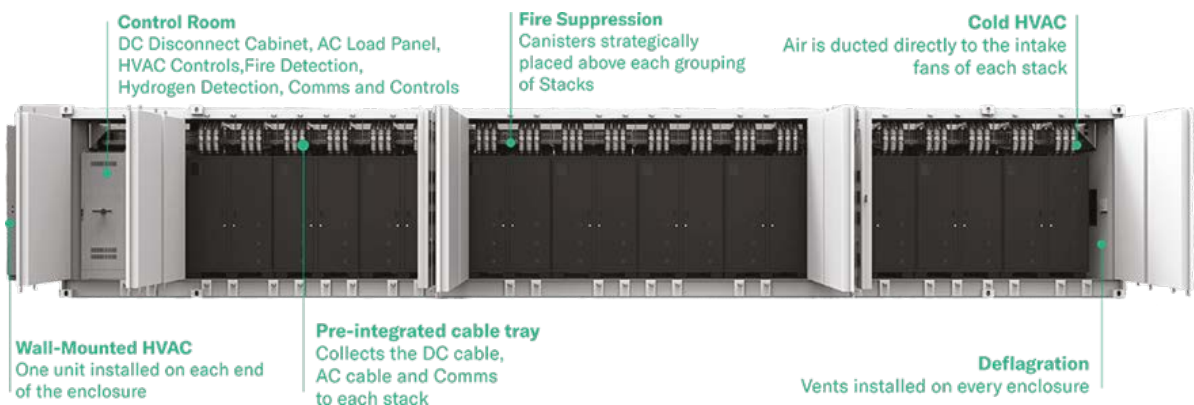 Control Room
DC Disconnect Cabinet, AC Load Panel,
HVAC Controls,Fire Detection,
Hydrogen Detection, Comms and Controls
Fire Suppression
Canisters strategically
placed above each grouping
of Stacks
Cold HVAC
Air is ducted directly to the intake
fans of each stack
Wall-Mounted HVAC
One unit installed on each end
of the enclosure
Pre-integrated cable tray
Collects the DC cable,
AC cable and Comms
to each stack
Deflagration
Vents installed on every enclosure